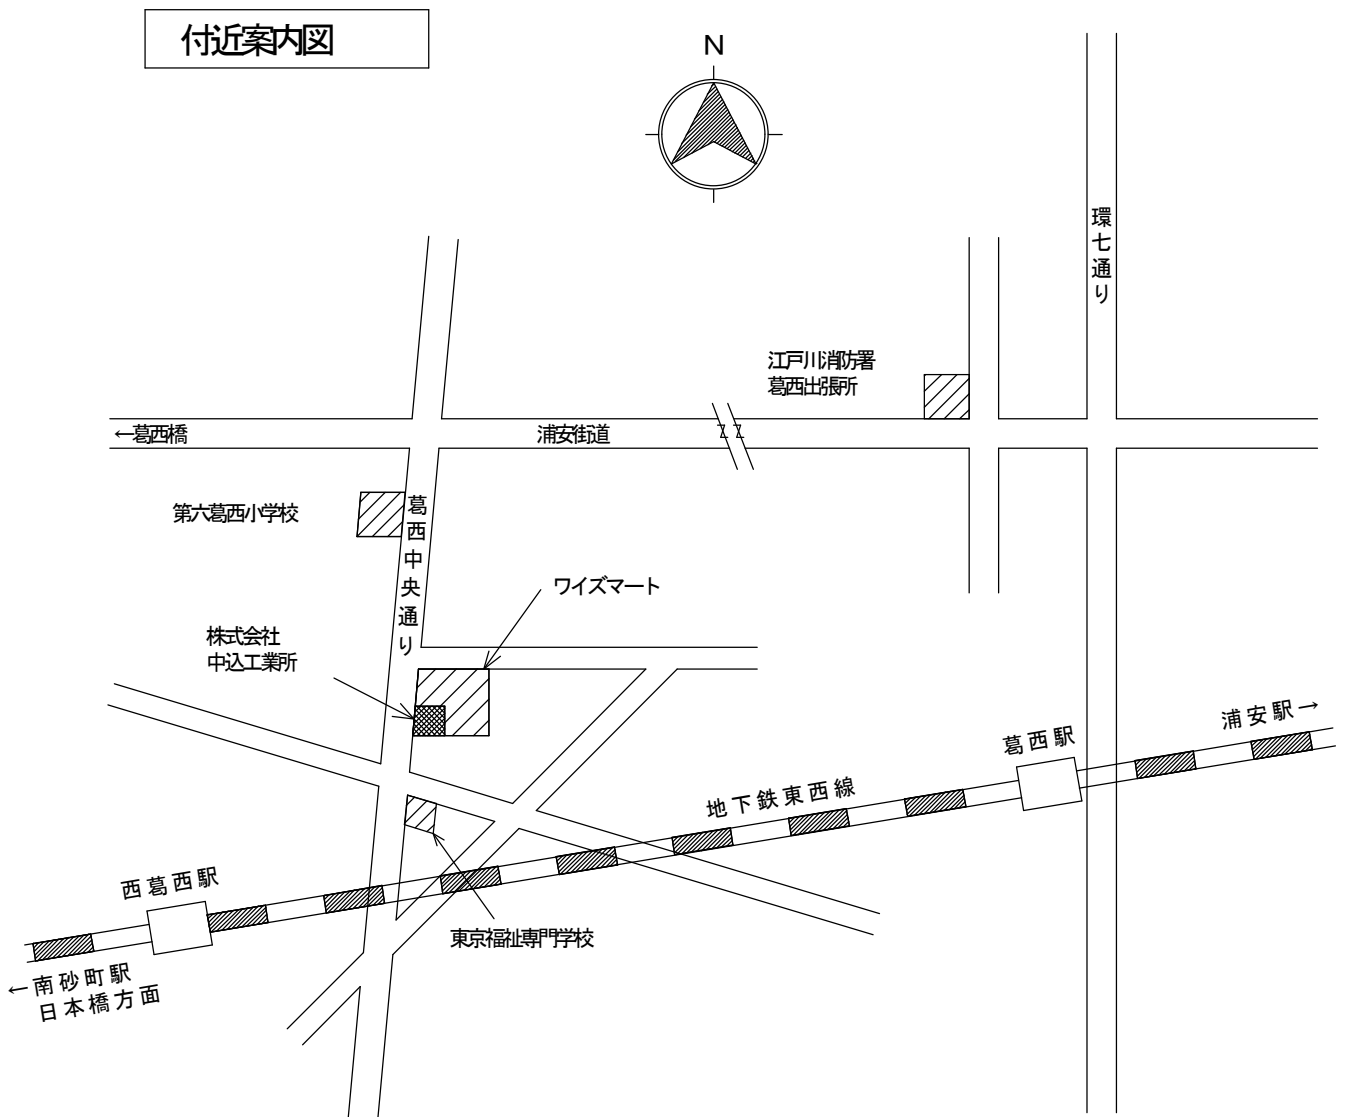 付近案内図
N
環七通り
江戸川消防署
葛西出張所
←葛西橋
浦安街道
第六葛西小学校
葛西中央通り
ワイズマート
株式会社
中込工業所
浦安駅→
葛西駅
地下鉄東西線
西葛西駅
東京福祉専門学校
←南砂町駅
日本橋方面